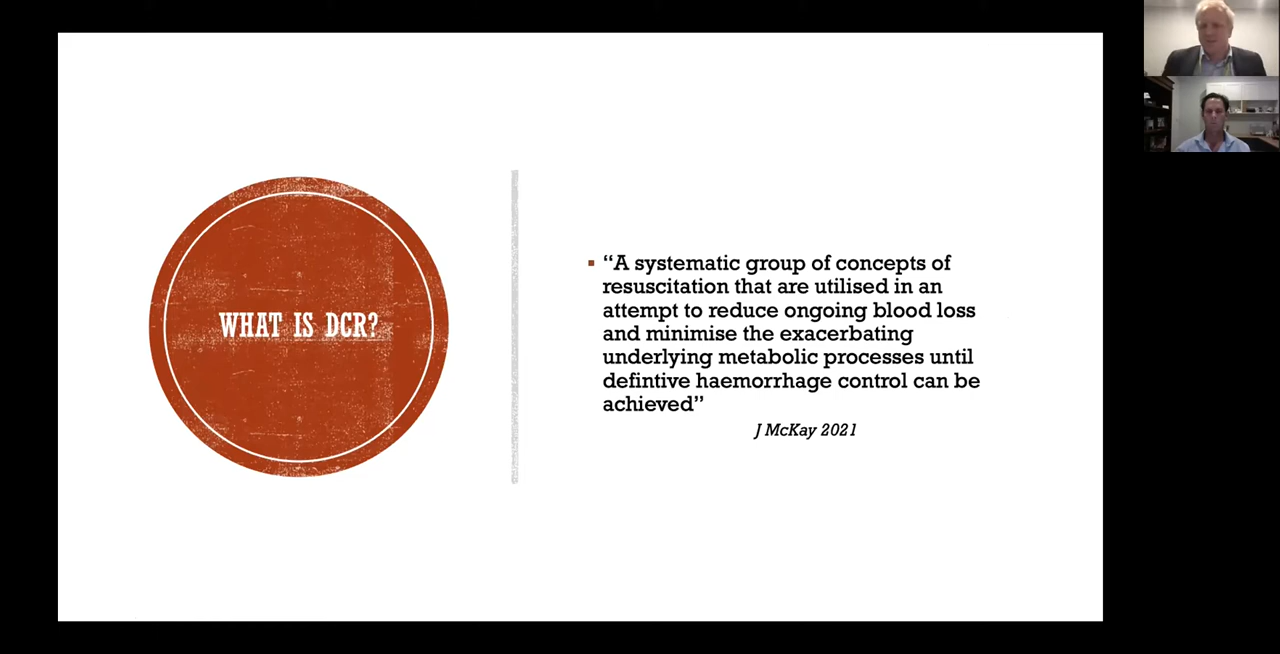 WHAT IS DCR?
“A systematic group of concepts of
resuscitation that are utilised in an
attempt to reduce ongoing blood loss
and minimise the exacerbating
underlying metabolic processes until
defintive haemorrhage control can be
achieved”
J McKay 2021